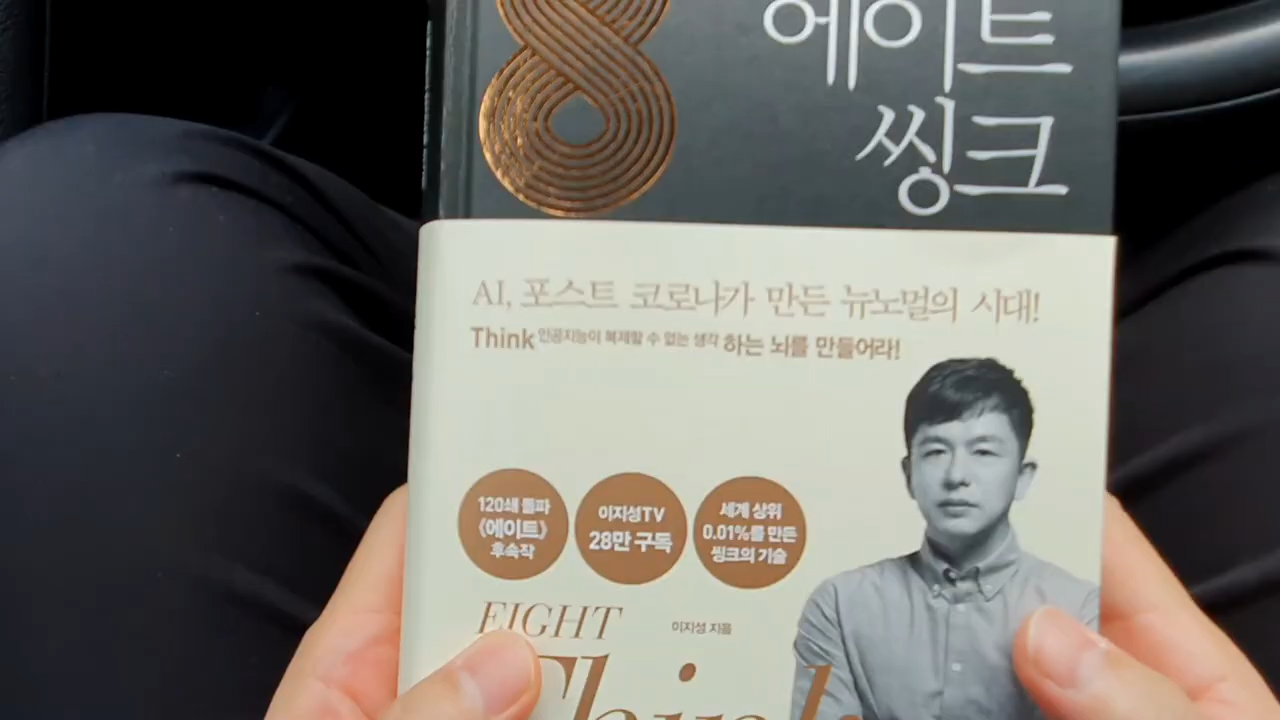 8
에이트
씽크
AI, 포스트 코로나가 만든 뉴노멀의 시대!
Think 인공지능이 복제할 수 없는 생각 하는 뇌를 만들어라!
120쇄 돌파
《에이트》
후속작
이지성TV
28만 구독
세계 상위
0.01%를 만든
씽크의 기술
EIGHT
이지성 지음
Think